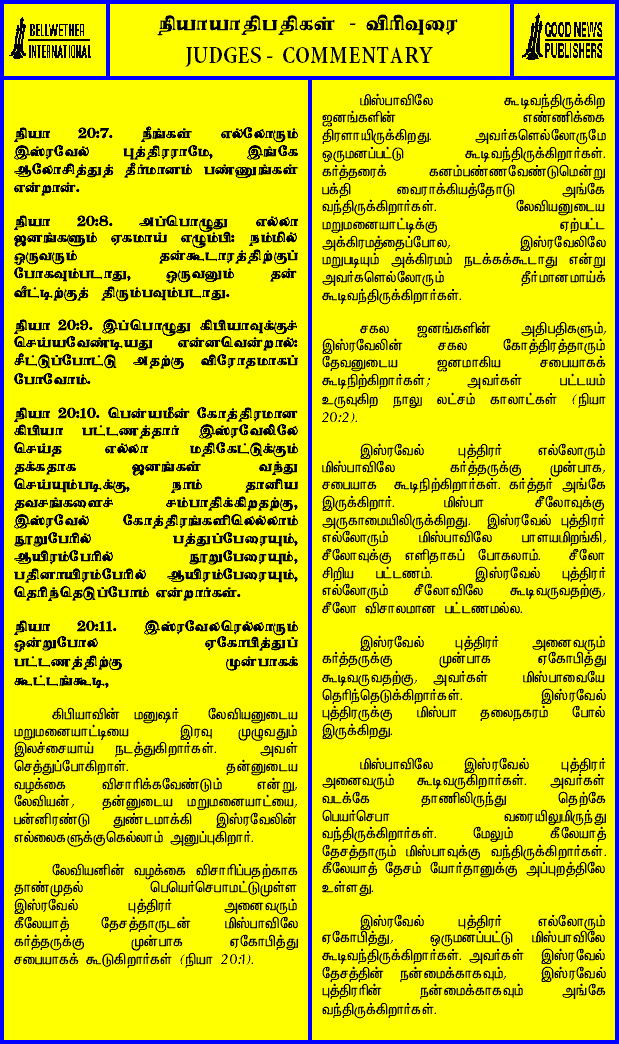 BELLWETHER
INTERNATIONAL
நியாயாதிபதிகள் - விரிவுரை
JUDGES - COMMENTARY
GOOD NEWS
PUBLISHERS
நியா 20:7. நீங்கள் எல்லோரும்
இஸ்ரவேல் புத்திரராமே, இங்கே
ஆலோசித்துத் தீர்மானம் பண்ணுங்கள்
என்றான்.
நியா 20:8. அப்பொழுது எல்லா
ஜனங்களும் ஏகமாய் எழும்பி: நம்மில்
ஒருவரும் தன்கூடாரத்திற்குப்
போகவும்படாது, ஒருவனும் தன்
வீட்டிற்குத் திரும்பவும்படாது.
நியா 20:9. இப்பொழுது கிபியாவுக்குச்
செய்யவேண்டியது என்னவென்றால்:
சீட்டுப்போட்டு அதற்கு விரோதமாகப்
போவோம்.
நியா 20:10. பென்யமீன் கோத்திரமான
கிபியா பட்டணத்தார் இஸ்ரவேலிலே
செய்த எல்லா மதிகேட்டுக்கும்
தக்கதாக ஜனங்கள் வந்து
செய்யும்படிக்கு, நாம் தானிய
தவசங்களைச் சம்பாதிக்கிறதற்கு,
இஸ்ரவேல் கோத்திரங்களிலெல்லாம்
நூறுபேரில் பத்துப்பேரையும்,
ஆயிரம்பேரில் நூறுபேரையும்,
பதினாயிரம்பேரில் ஆயிரம்பேரையும்,
தெரிந்தெடுப்போம் என்றார்கள்.
நியா 20:11. இஸ்ரவேலரெல்லாரும்
ஒன்றுபோல ஏகோபித்துப்
பட்டணத்திற்கு முன்பாகக்
கூட்டங்கூடி,
கிபியாவின் மனுஷர் லேவியனுடைய
மறுமனையாட்டியை இரவு முழுவதும்
இலச்சையாய் நடத்துகிறார்கள். அவள்
செத்துப்போகிறாள். தன்னுடைய
வழக்கை விசாரிக்கவேண்டும் என்று,
லேவியன், தன்னுடைய மறுமனையாட்யை,
பன்னிரண்டு துண்டமாக்கி இஸ்ரவேலின்
எல்லைகளுக்குகெல்லாம் அனுப்புகிறார்.
லேவியனின் வழக்கை விசாரிப்பதற்காக
தாண்முதல் பெயெர்செபாமட்டுமுள்ள
இஸ்ரவேல் புத்திரர் அனைவரும்
கீலேயாத் தேசத்தாருடன் மிஸ்பாவிலே
கர்த்தருக்கு முன்பாக ஏகோபித்து
சபையாகக் கூடுகிறார்கள் (நியா 20:1).
மிஸ்பாவிலே கூடிவந்திருக்கிற
ஜனங்களின் எண்ணிக்கை
திரளாயிருக்கிறது. அவர்களெல்லோருமே
ஒருமனப்பட்டு கூடிவந்திருக்கிறார்கள்.
கர்த்தரைக் கனம்பண்ணவேண்டுமென்று
பக்தி வைராக்கியத்தோடு அங்கே
வந்திருக்கிறார்கள். லேவியனுடைய
மறுமனையாட்டிக்கு ஏற்பட்ட
அக்கிரமத்தைப்போல, இஸ்ரவேலிலே
மறுபடியும் அக்கிரமம் நடக்கக்கூடாது என்று
அவர்களெல்லோரும் தீர்மானமாய்க்
கூடிவந்திருக்கிறார்கள்.
சகல ஜனங்களின் அதிபதிகளும்,
இஸ்ரவேலின் சகல கோத்திரத்தாரும்
தேவனுடைய ஜனமாகிய சபையாகக்
கூடிநிற்கிறார்கள்; அவர்கள் பட்டயம்
உருவுகிற நாலு லட்சம் காலாட்கள் (நியா
20:2).
இஸ்ரவேல் புத்திரர் எல்லோரும்
மிஸ்பாவிலே கர்த்தருக்கு முன்பாக,
சபையாக கூடிநிற்கிறார்கள். கர்த்தர் அங்கே
இருக்கிறார். மிஸ்பா சீலோவுக்கு
அருகாமையிலிருக்கிறது. இஸ்ரவேல் புத்திரர்
எல்லோரும் மிஸ்பாவிலே பாளயமிறங்கி,
சீலோவுக்கு எளிதாகப் போகலாம். சீலோ
சிறிய பட்டணம். இஸ்ரவேல் புத்திரர்
எல்லோரும் சீலோவிலே கூடிவருவதற்கு,
சீலோ விசாலமான பட்டணமல்ல.
இஸ்ரவேல் புத்திரர் அனைவரும்
கர்த்தருக்கு முன்பாக ஏகோபித்து
கூடிவருவதற்கு, அவர்கள் மிஸ்பாவையே
தெரிந்தெடுக்கிறார்கள். இஸ்ரவேல்
புத்திரருக்கு மிஸ்பா தலைநகரம் போல்
இருக்கிறது.
மிஸ்பாவிலே இஸ்ரவேல் புத்திரர்
அனைவரும் கூடிவருகிறார்கள். அவர்கள்
வடக்கே தாணிலிருந்து தெற்கே
பெயர்செபா வரையிலுமிருந்து
வந்திருக்கிறார்கள். மேலும் கீலேயாத்
தேசத்தாரும் மிஸ்பாவுக்கு வந்திருக்கிறார்கள்.
கீலேயாத் தேசம் யோர்தானுக்கு அப்புறத்திலே
உள்ளது.
இஸ்ரவேல் புத்திரர் எல்லோரும்
ஏகோபித்து, ஒருமனப்பட்டு மிஸ்பாவிலே
கூடிவந்திருக்கிறார்கள். அவர்கள் இஸ்ரவேல்
தேசத்தின் நன்மைக்காகவும், இஸ்ரவேல்
புத்திரரின் நன்மைக்காகவும் அங்கே
வந்திருக்கிறார்கள்.